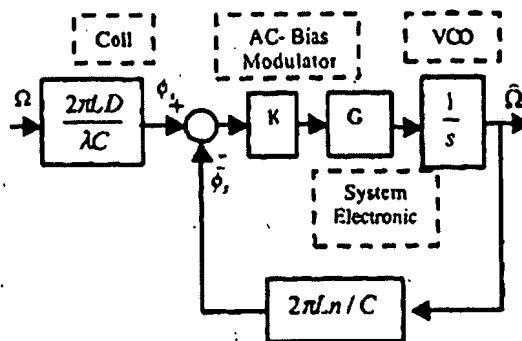 Coil
AC-Bias
Modulator
VCO
Ω
2πLD
λC
ϕs
+
K
G
1
s
Ω̂
-
ϕ̂s
System
Electronic
2πLn / C